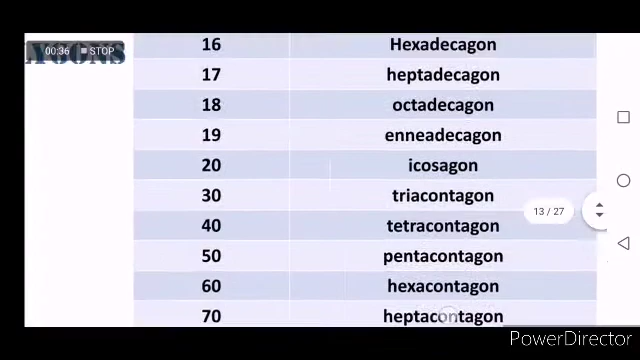 00:36 STOP
LYGONS
16 Hexadecagon
17 heptadecagon
18 octadecagon
19 enneadecagon
20 icosagon
30 triacontagon
40 tetracontagon
13 / 27
50 pentacontagon
60 hexacontagon
70 heptacontagon
PowerDirector